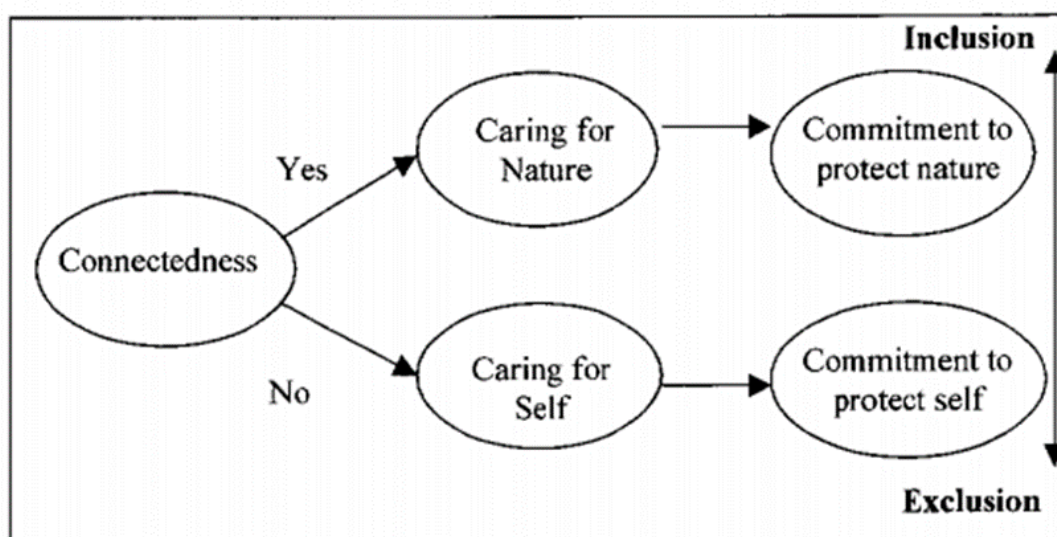 Inclusion
Caring for
Nature
Commitment to
protect nature
Yes
Connectedness
No
Caring for
Self
Commitment to
protect self
Exclusion